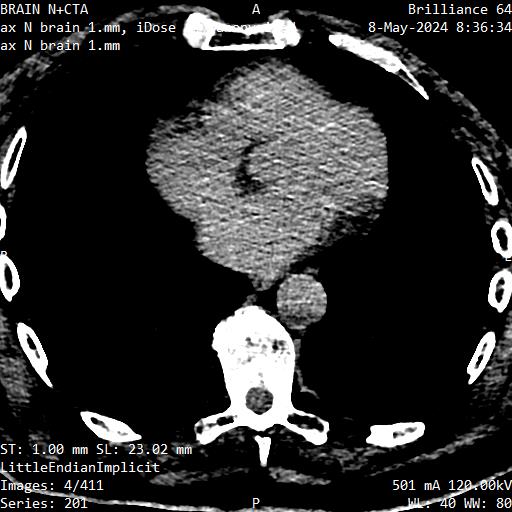 BRAIN N+CTA
A
Brilliance 64
ax N brain 1.mm, iDose
8-May-2024 8:36:34
ax N brain 1.mm
ST: 1.00 mm SL: 23.02 mm
LittleEndianImplicit
Images: 4/411
501 mA 120.00kV
Series: 201
P
WL: 40 WW: 80